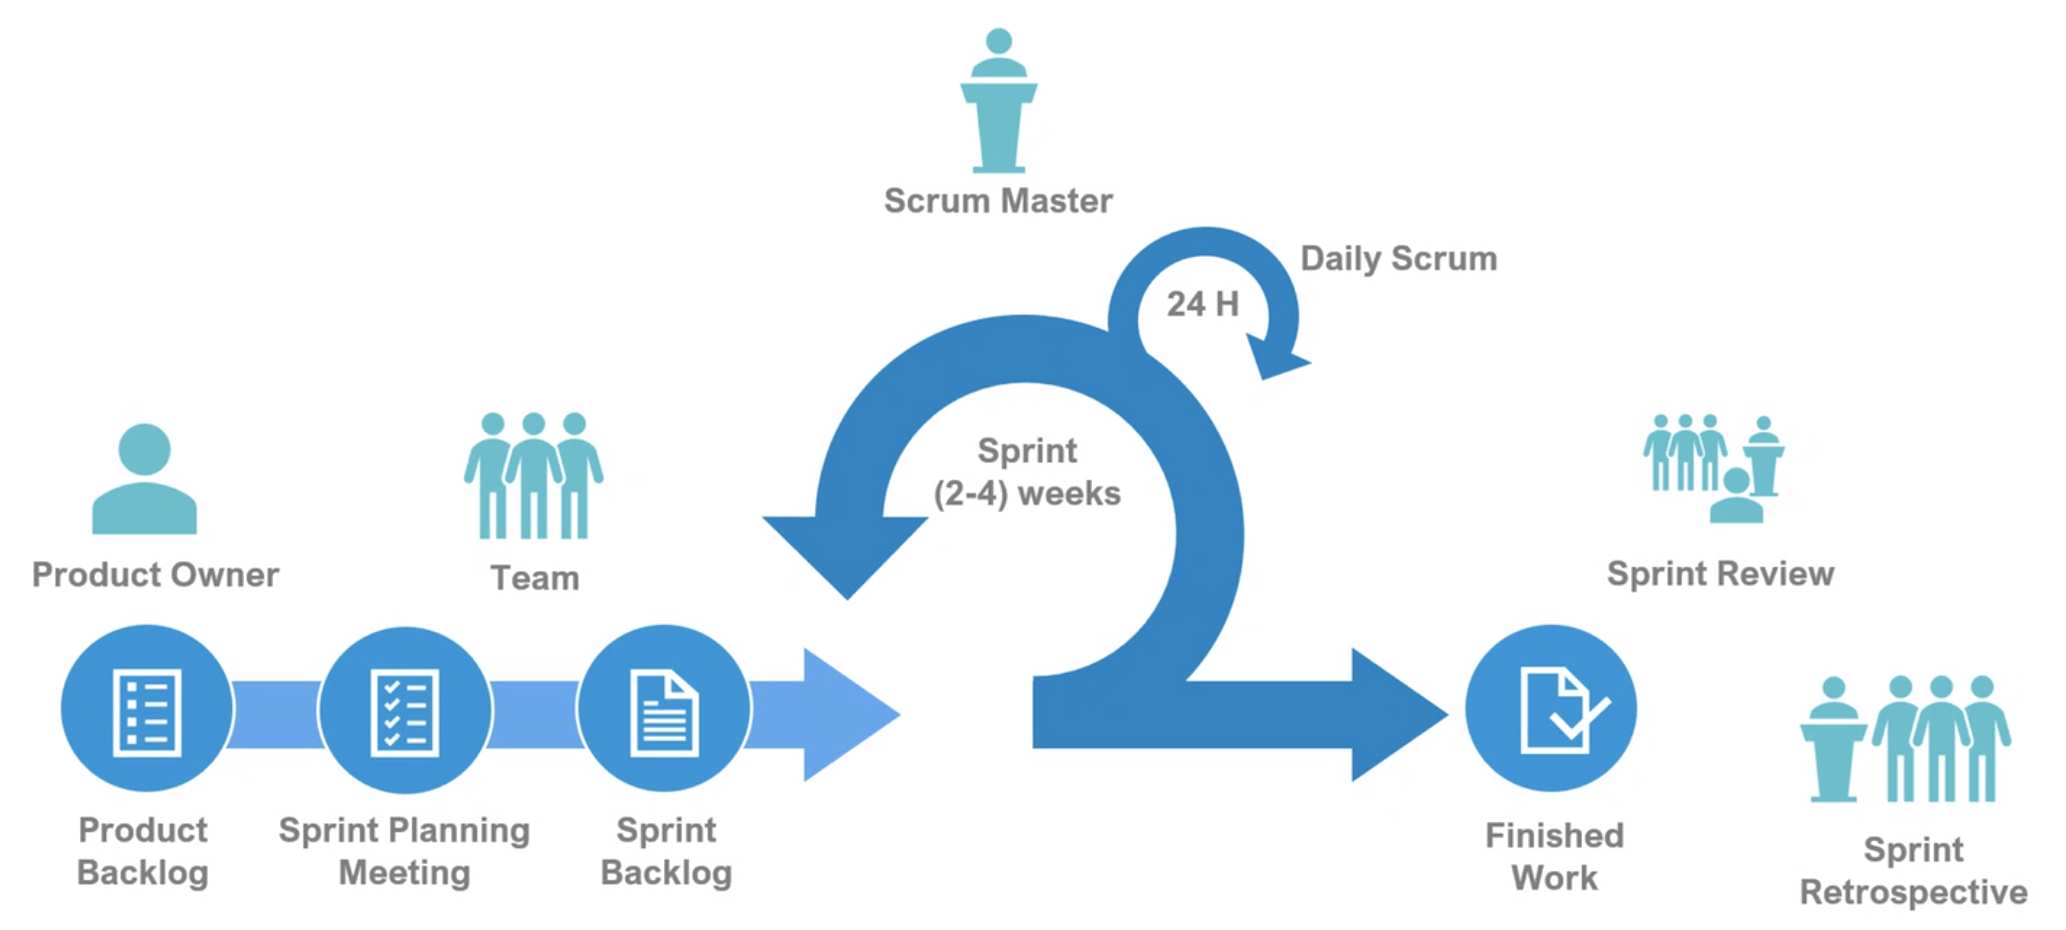 Scrum Master
Daily Scrum
24 H
Sprint
(2-4) weeks
Product Owner
Team
Sprint Review
Product
Backlog
Sprint Planning
Meeting
Sprint
Backlog
Finished
Work
Sprint
Retrospective